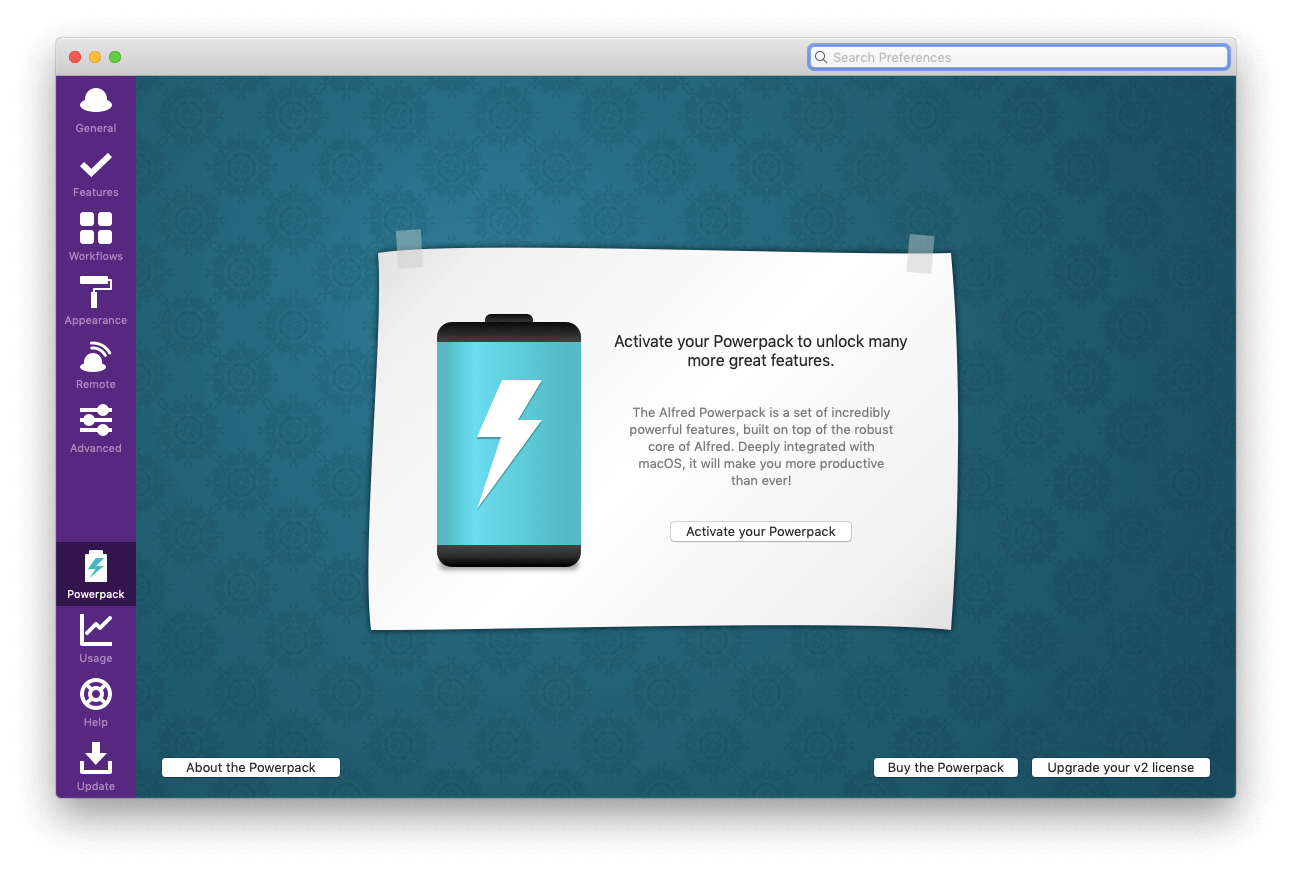 Search Preferences
General
Features
Workflows
Appearance
Remote
Advanced
Powerpack
Usage
Help
Update
Activate your Powerpack to unlock many
more great features.
The Alfred Powerpack is a set of incredibly
powerful features, built on top of the robust
core of Alfred. Deeply integrated with
macOS, it will make you more productive
than ever!
Activate your Powerpack
About the Powerpack
Buy the Powerpack
Upgrade your v2 license